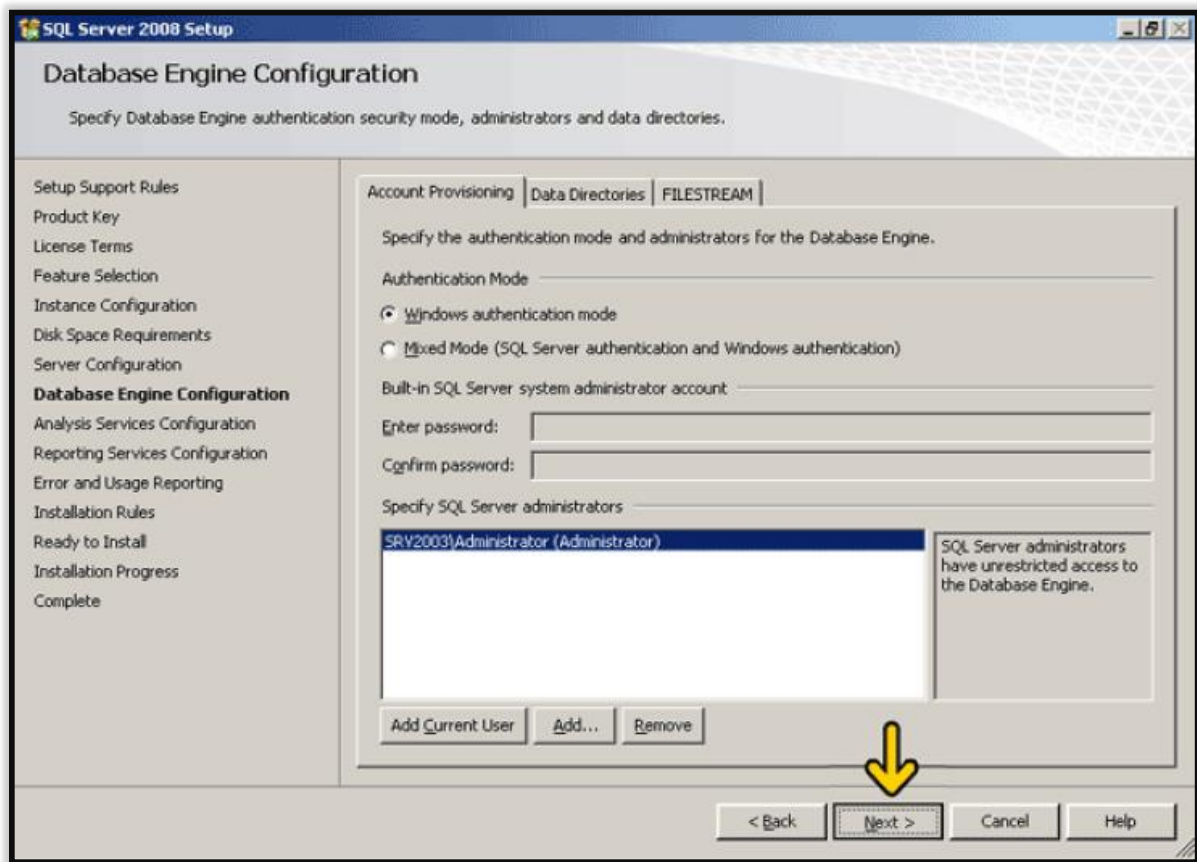 SQL Server 2008 Setup
Database Engine Configuration
Specify Database Engine authentication security mode, administrators and data directories.
Setup Support Rules
Product Key
License Terms
Feature Selection
Instance Configuration
Disk Space Requirements
Server Configuration
Database Engine Configuration
Analysis Services Configuration
Reporting Services Configuration
Error and Usage Reporting
Installation Rules
Ready to Install
Installation Progress
Complete
Account Provisioning Data Directories FILESTREAM
Specify the authentication mode and administrators for the Database Engine.
Authentication Mode
Windows authentication mode
Mixed Mode (SQL Server authentication and Windows authentication)
Built-in SQL Server system administrator account
Enter password:
Confirm password:
Specify SQL Server administrators
SRV2003\Administrator (Administrator)
SQL Server administrators
have unrestricted access to
the Database Engine.
Add Current User Add... Remove
< Back Next > Cancel Help